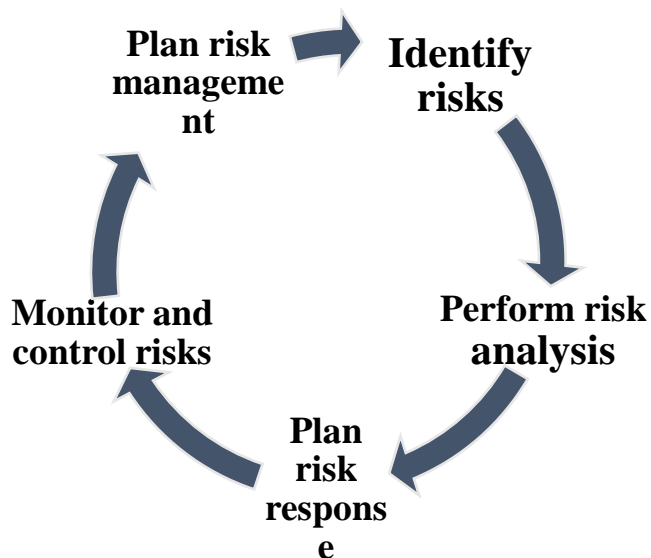 Plan risk
manageme
nt
Identify
risks
Perform risk
analysis
Plan
risk
respons
e
Monitor and
control risks